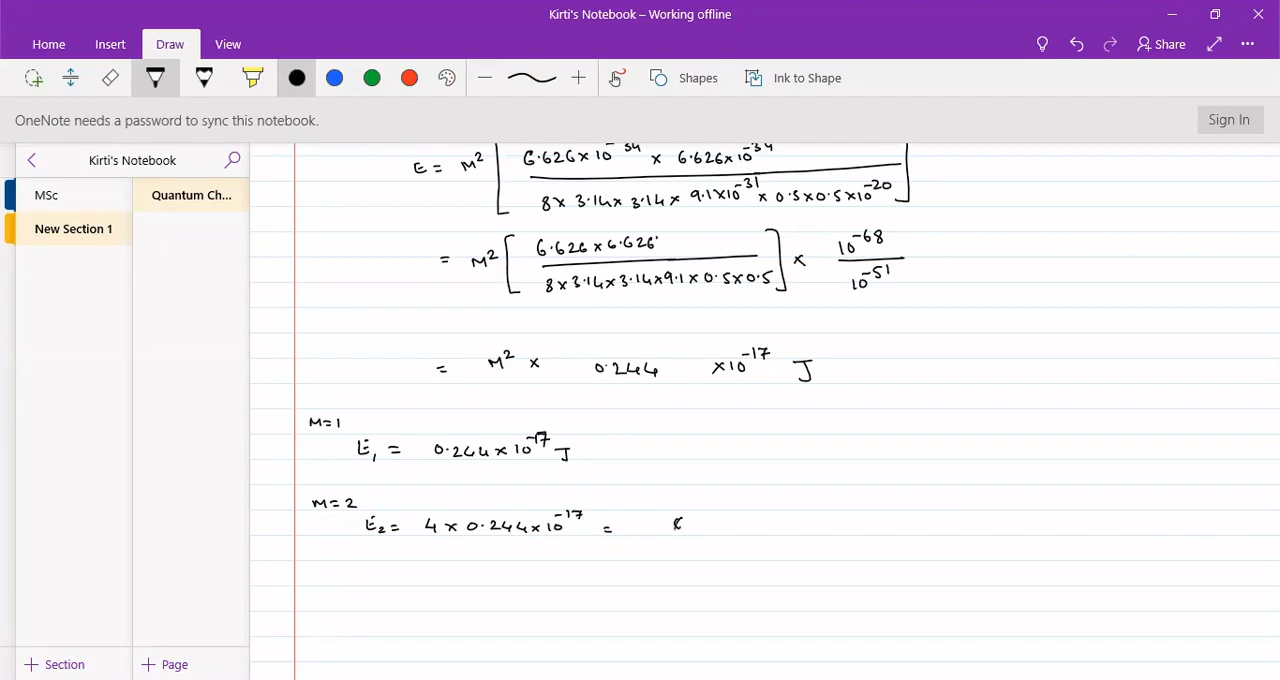 Kirti's Notebook – Working offline
Home Insert Draw View Share
Shapes Ink to Shape
OneNote needs a password to sync this notebook. Sign In
Kirti's Notebook
MSc
New Section 1
Quantum Ch...
E = M² [ 6.626×10⁻³⁴ × 6.626×10⁻³⁴ / 8 × 3.14 × 3.14 × 9.1×10⁻³¹ × 0.5×0.5×10⁻²⁰ ]
= M² [ 6.626 × 6.626 / 8×3.14×3.14×9.1×0.5×0.5 ] × 10⁻⁶⁸ / 10⁻⁵¹
= M² × 0.244 ×10⁻¹⁷ J
M=1
E₁ = 0.244×10⁻¹⁷ J
M=2
E₂ = 4 × 0.244×10⁻¹⁷ =
Section
Page